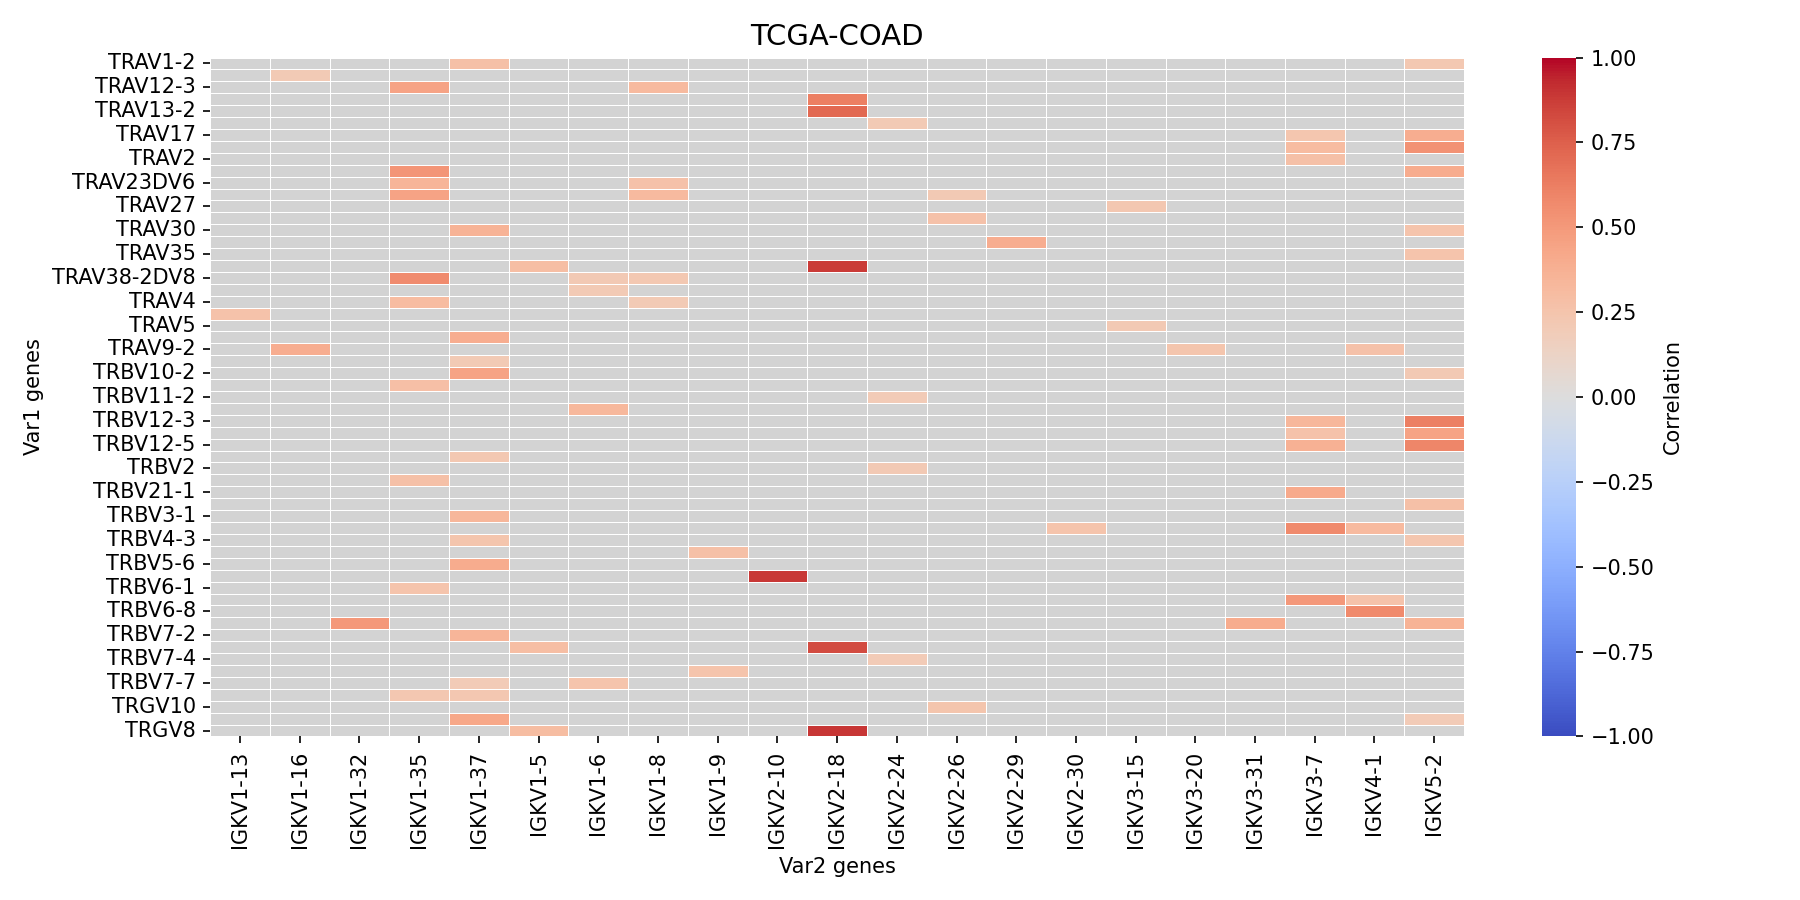 TCGA-COAD
Var1 genes
TRAV1-2
TRAV12-3
TRAV13-2
TRAV17
TRAV2
TRAV23DV6
TRAV27
TRAV30
TRAV35
TRAV38-2DV8
TRAV4
TRAV5
TRAV9-2
TRBV10-2
TRBV11-2
TRBV12-3
TRBV12-5
TRBV2
TRBV21-1
TRBV3-1
TRBV4-3
TRBV5-6
TRBV6-1
TRBV6-8
TRBV7-2
TRBV7-4
TRBV7-7
TRGV10
TRGV8
IGKV1-13
IGKV1-16
IGKV1-32
IGKV1-35
IGKV1-37
IGKV1-5
IGKV1-6
IGKV1-8
IGKV1-9
IGKV2-10
IGKV2-18
IGKV2-24
IGKV2-26
IGKV2-29
IGKV2-30
IGKV3-15
IGKV3-20
IGKV3-31
IGKV3-7
IGKV4-1
IGKV5-2
Var2 genes
1.00
0.75
0.50
0.25
0.00
−0.25
−0.50
−0.75
−1.00
Correlation